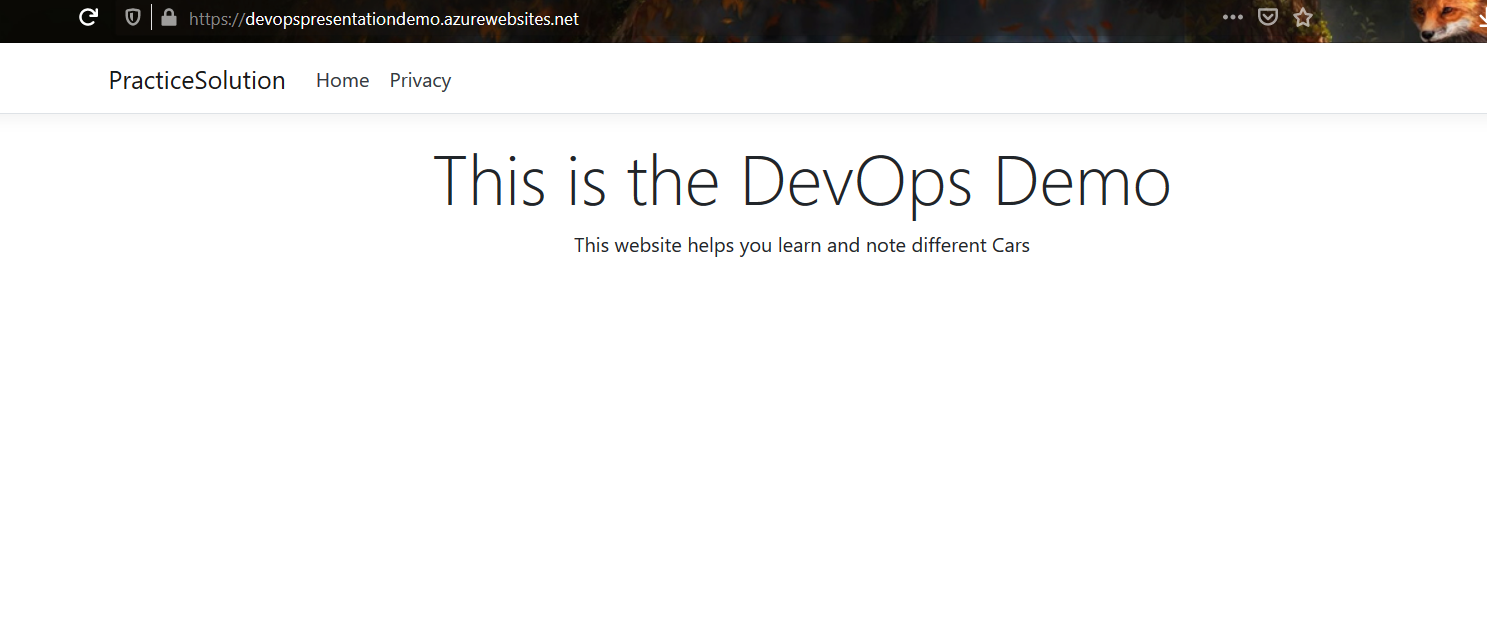 https://devopspresentationdemo.azurewebsites.net
PracticeSolution Home Privacy
This is the DevOps Demo
This website helps you learn and note different Cars